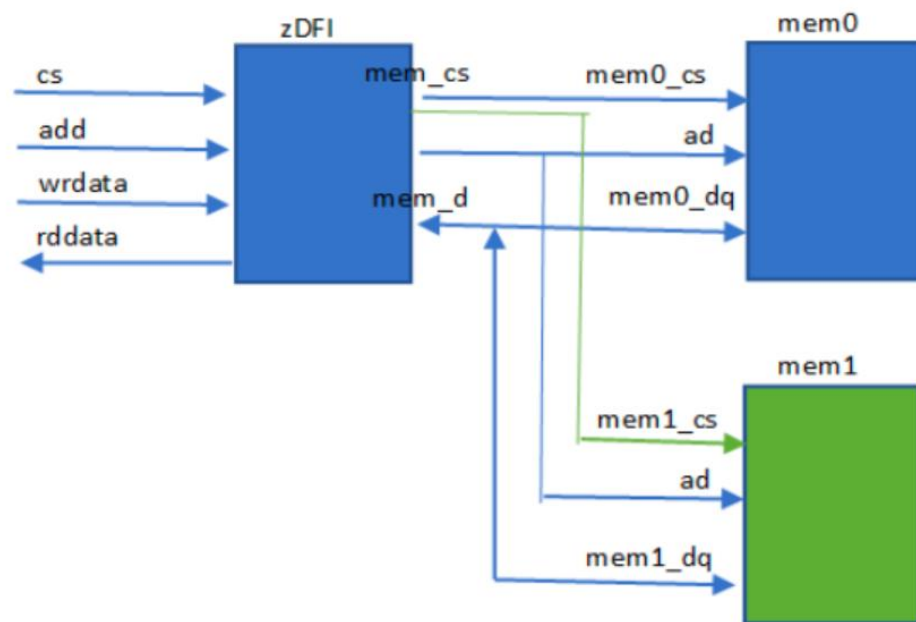 zDFI
mem0
cs
mem_cs
mem0_cs
add
ad
wrdata
mem_d
mem0_dq
rddata
mem1
mem1_cs
ad
mem1_dq